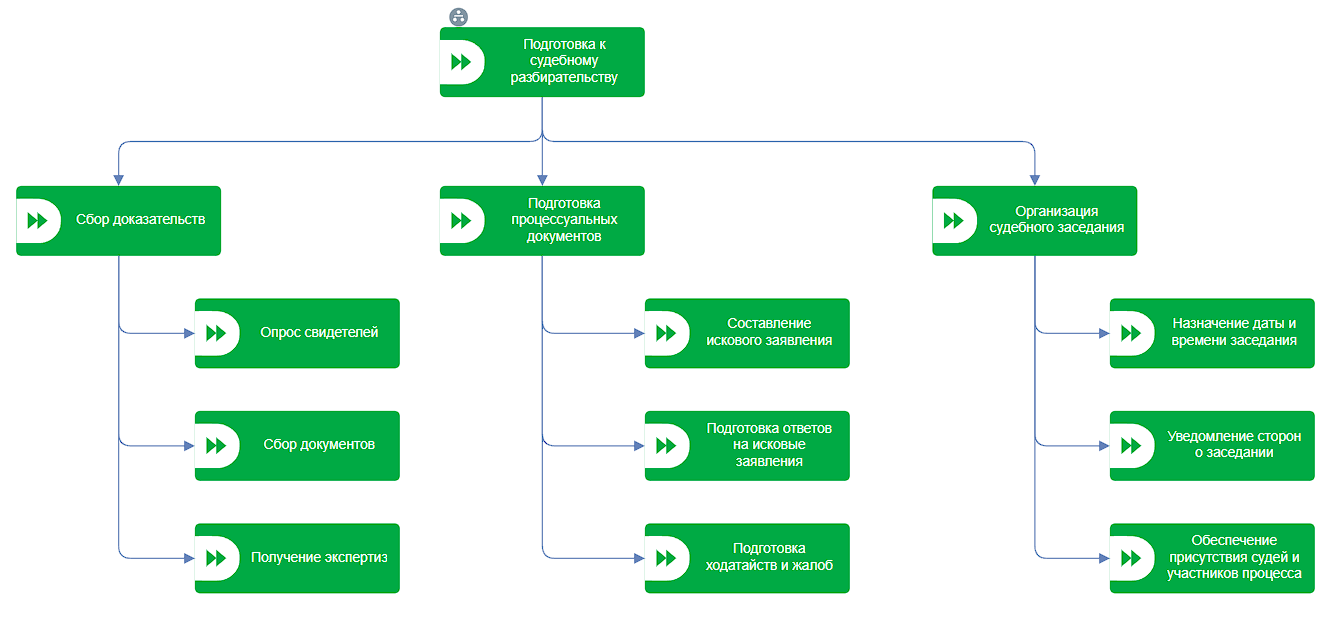 Подготовка к
судебному
разбирательству
Сбор доказательств
Подготовка
процессуальных
документов
Организация
судебного заседания
Опрос свидетелей
Составление
искового заявления
Назначение даты и
времени заседания
Сбор документов
Подготовка ответов
на исковые
заявления
Уведомление сторон
о заседании
Получение экспертиз
Подготовка
ходатайств и жалоб
Обеспечение
присутствия судей и
участников процесса